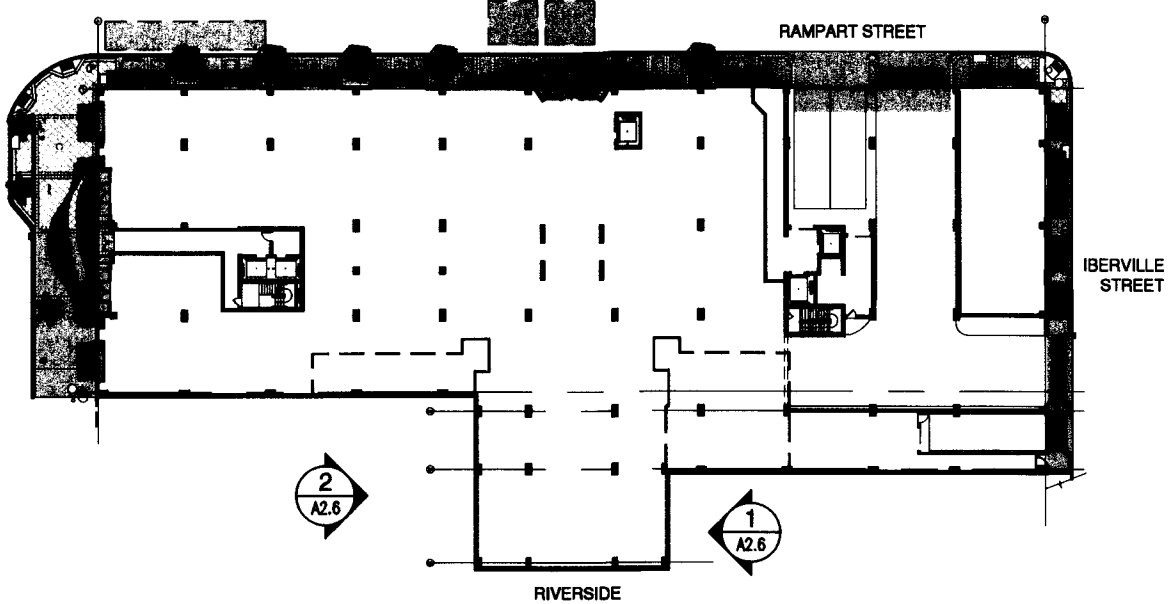 RAMPART STREET
IBERVILLE
STREET
2
A2.6
1
A2.6
RIVERSIDE